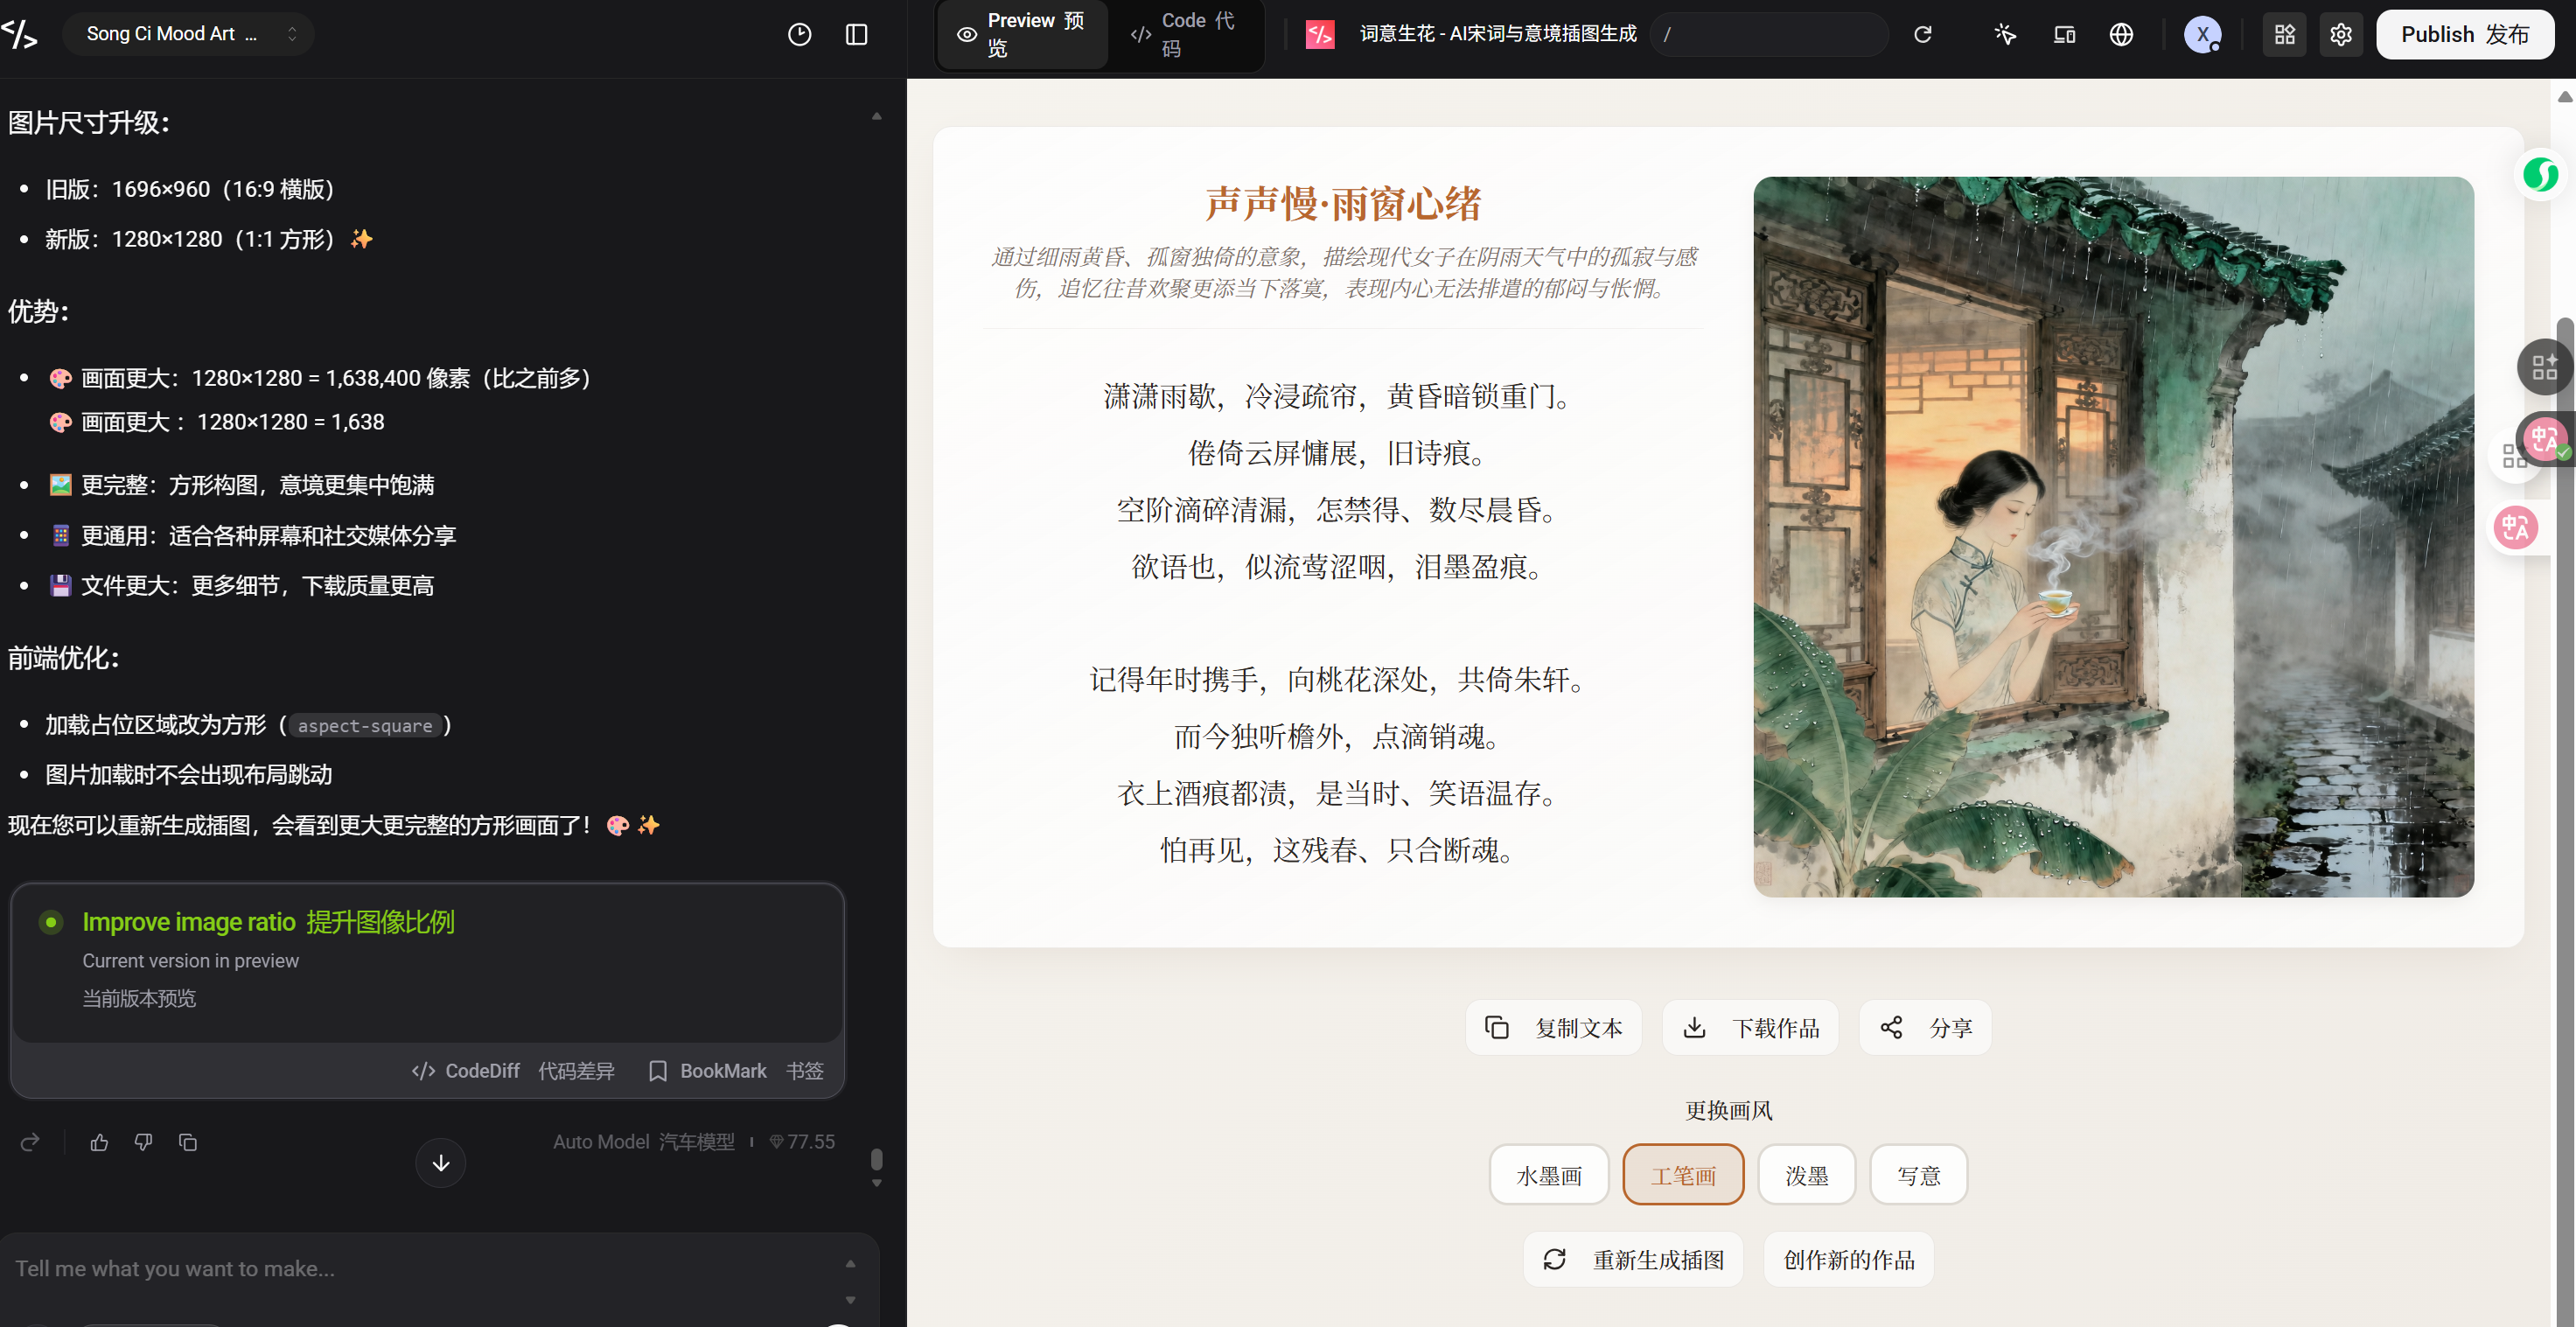 Song Ci Mood Art ...
图片尺寸升级：
旧版：1696×960（16:9 横版）
新版：1280×1280（1:1 方形）✨
优势：
🎨 画面更大：1280×1280 = 1,638,400 像素（比之前多）
🎨 画面更大 ：1280×1280 = 1,638
🖼️ 更完整：方形构图，意境更集中饱满
📱 更通用：适合各种屏幕和社交媒体分享
💾 文件更大：更多细节，下载质量更高
前端优化：
加载占位区域改为方形（aspect-square）
图片加载时不会出现布局跳动
现在您可以重新生成插图，会看到更大更完整的方形画面了！🎨✨
Improve image ratio 提升图像比例
Current version in preview
当前版本预览
CodeDiff 代码差异
BookMark 书签
Auto Model 汽车模型
77.55
Tell me what you want to make...
Preview 预
览
Code 代
码
词意生花 - AI宋词与意境插图生成
/
X
Publish 发布
声声慢·雨窗心绪
通过细雨黄昏、孤窗独倚的意象，描绘现代女子在阴雨天气中的孤寂与感
伤，追忆往昔欢聚更添当下落寞，表现内心无法排遣的郁闷与怅惘。
潇潇雨歇，冷浸疏帘，黄昏暗锁重门。
倦倚云屏慵展，旧诗痕。
空阶滴碎清漏，怎禁得、数尽晨昏。
欲语也，似流莺涩咽，泪墨盈痕。
记得年时携手，向桃花深处，共倚朱轩。
而今独听檐外，点滴销魂。
衣上酒痕都渍，是当时、笑语温存。
怕再见，这残春、只合断魂。
复制文本
下载作品
分享
更换画风
水墨画
工笔画
泼墨
写意
重新生成插图
创作新的作品
中A
中A